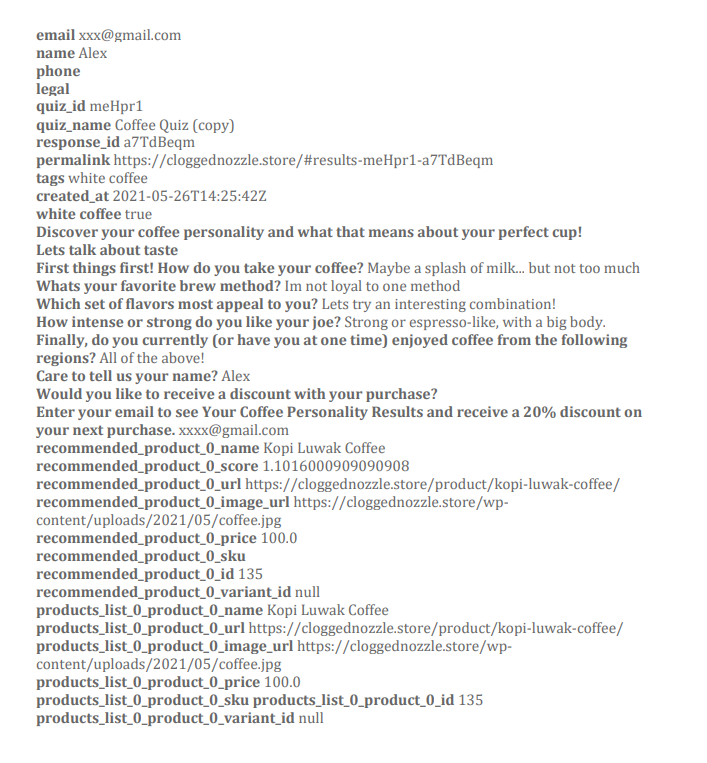 email xxx@gmail.com
name Alex
phone
legal
quiz_id meHpr1
quiz_name Coffee Quiz (copy)
response_id a7TdBeqm
permalink https://cloggednozzle.store/#results-meHpr1-a7TdBeqm
tags white coffee
created_at 2021-05-26T14:25:42Z
white coffee true
Discover your coffee personality and what that means about your perfect cup!
Lets talk about taste
First things first! How do you take your coffee? Maybe a splash of milk... but not too much
Whats your favorite brew method? Im not loyal to one method
Which set of flavors most appeal to you? Lets try an interesting combination!
How intense or strong do you like your joe? Strong or espresso-like, with a big body.
Finally, do you currently (or have you at one time) enjoyed coffee from the following
regions? All of the above!
Care to tell us your name? Alex
Would you like to receive a discount with your purchase?
Enter your email to see Your Coffee Personality Results and receive a 20% discount on
your next purchase. xxxx@gmail.com
recommended_product_0_name Kopi Luwak Coffee
recommended_product_0_score 1.1016000909090908
recommended_product_0_url https://cloggednozzle.store/product/kopi-luwak-coffee/
recommended_product_0_image_url https://cloggednozzle.store/wp-
content/uploads/2021/05/coffee.jpg
recommended_product_0_price 100.0
recommended_product_0_sku
recommended_product_0_id 135
recommended_product_0_variant_id null
products_list_0_product_0_name Kopi Luwak Coffee
products_list_0_product_0_url https://cloggednozzle.store/product/kopi-luwak-coffee/
products_list_0_product_0_image_url https://cloggednozzle.store/wp-
content/uploads/2021/05/coffee.jpg
products_list_0_product_0_price 100.0
products_list_0_product_0_sku products_list_0_product_0_id 135
products_list_0_product_0_variant_id null